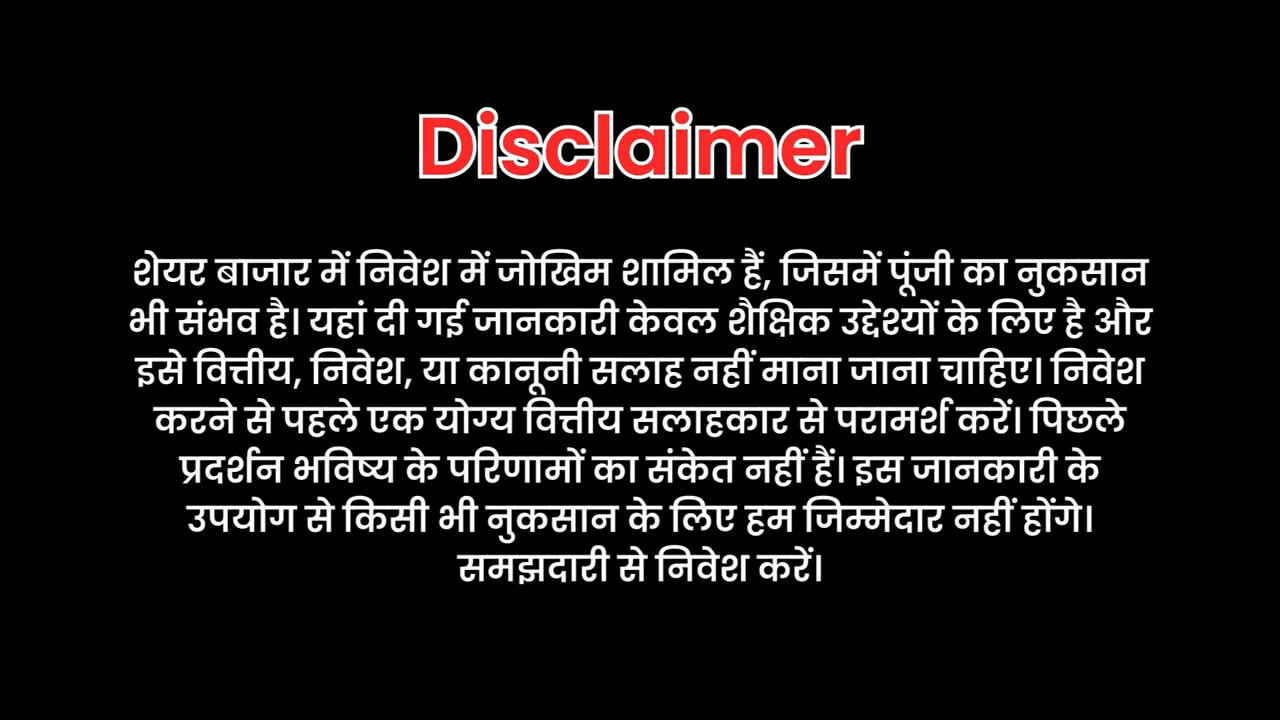 Disclaimer
शेयर बाजार में निवेश में जोखिम शामिल हैं, जिसमें पूंजी का नुकसान
भी संभव है। यहां दी गई जानकारी केवल शैक्षिक उद्देश्यों के लिए है और
इसे वित्तीय, निवेश, या कानूनी सलाह नहीं माना जाना चाहिए। निवेश
करने से पहले एक योग्य वित्तीय सलाहकार से परामर्श करें। पिछले
प्रदर्शन भविष्य के परिणामों का संकेत नहीं हैं। इस जानकारी के
उपयोग से किसी भी नुकसान के लिए हम जिम्मेदार नहीं होंगे।
समझदारी से निवेश करें।